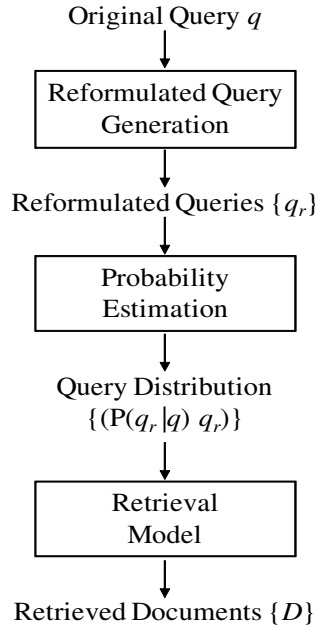 Original Query q
Reformulated Query
Generation
Reformulated Queries {q_r}
Probability
Estimation
Query Distribution
{(P(q_r|q) q_r)}
Retrieval
Model
Retrieved Documents {D}